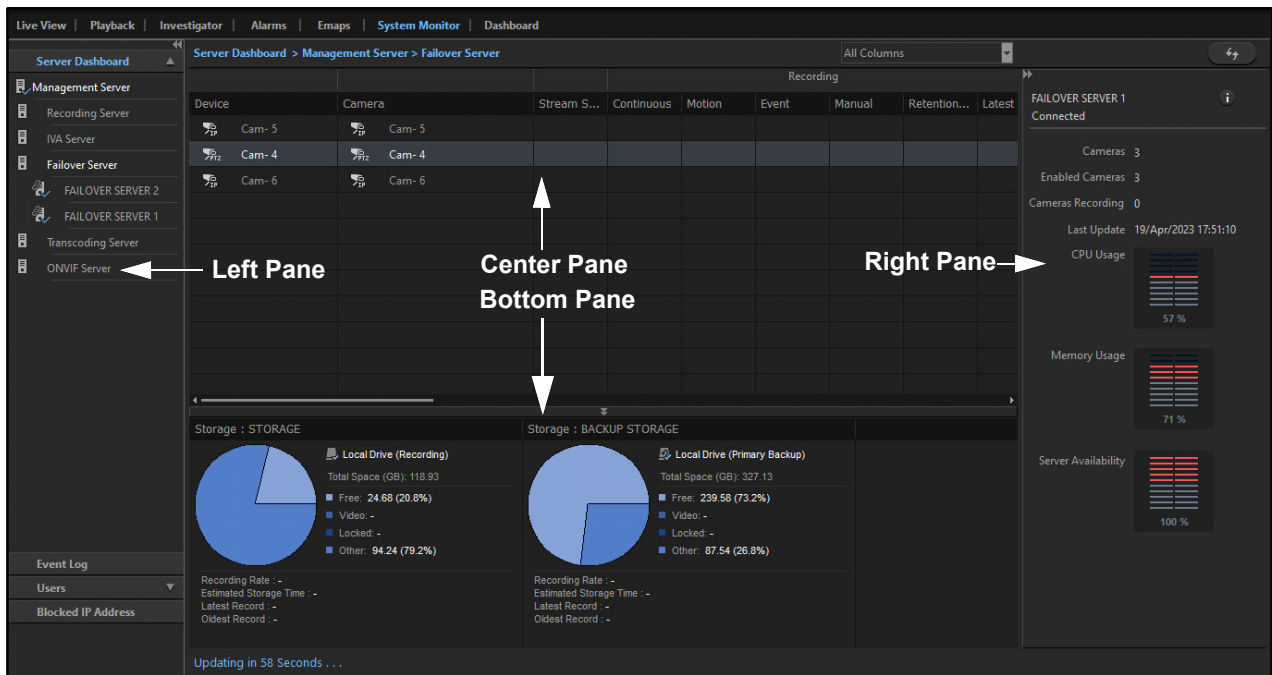 Live View | Playback | Investigator | Alarms | Emaps | System Monitor | Dashboard
Server Dashboard
Management Server
Recording Server
IVA Server
Failover Server
FAILOVER SERVER 2
FAILOVER SERVER 1
Transcoding Server
ONVIF Server
Left Pane
Event Log
Users
Blocked IP Address
Server Dashboard > Management Server > Failover Server
All Columns
Recording
Device Camera Stream S... Continuous Motion Event Manual Retention... Latest
IP Cam- 5 IP Cam- 5
PTZ Cam- 4 PTZ Cam- 4
IP Cam- 6 IP Cam- 6
Center Pane
Bottom Pane
Right Pane
Storage : STORAGE
Local Drive (Recording)
Total Space (GB): 118.93
Free: 24.68 (20.8%)
Video: -
Locked: -
Other: 94.24 (79.2%)
Recording Rate : -
Estimated Storage Time : -
Latest Record : -
Oldest Record : -
Storage : BACKUP STORAGE
Local Drive (Primary Backup)
Total Space (GB): 327.13
Free: 239.58 (73.2%)
Video: -
Locked: -
Other: 87.54 (26.8%)
Recording Rate : -
Estimated Storage Time : -
Latest Record : -
Oldest Record : -
Updating in 58 Seconds . . .
FAILOVER SERVER 1
i
Connected
Cameras 3
Enabled Cameras 3
Cameras Recording 0
Last Update 19/Apr/2023 17:51:10
CPU Usage
57 %
Memory Usage
71 %
Server Availability
100 %